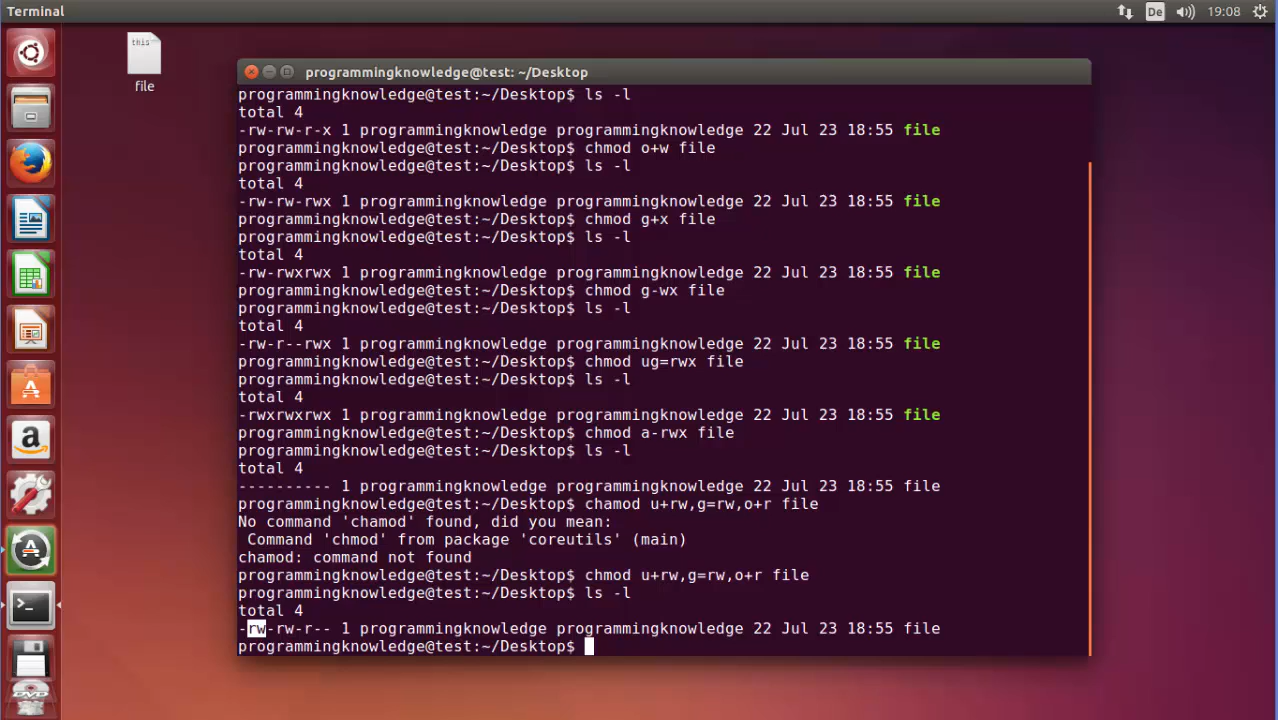 Terminal
De
19:08
this
file
programmingknowledge@test: ~/Desktop
programmingknowledge@test:~/Desktop$ ls -l
total 4
-rw-rw-r-x 1 programmingknowledge programmingknowledge 22 Jul 23 18:55 file
programmingknowledge@test:~/Desktop$ chmod o+w file
programmingknowledge@test:~/Desktop$ ls -l
total 4
-rw-rw-rwx 1 programmingknowledge programmingknowledge 22 Jul 23 18:55 file
programmingknowledge@test:~/Desktop$ chmod g+x file
programmingknowledge@test:~/Desktop$ ls -l
total 4
-rw-rwxrwx 1 programmingknowledge programmingknowledge 22 Jul 23 18:55 file
programmingknowledge@test:~/Desktop$ chmod g-wx file
programmingknowledge@test:~/Desktop$ ls -l
total 4
-rw-r--rwx 1 programmingknowledge programmingknowledge 22 Jul 23 18:55 file
programmingknowledge@test:~/Desktop$ chmod ug=rwx file
programmingknowledge@test:~/Desktop$ ls -l
total 4
-rwxrwxrwx 1 programmingknowledge programmingknowledge 22 Jul 23 18:55 file
programmingknowledge@test:~/Desktop$ chmod a-rwx file
programmingknowledge@test:~/Desktop$ ls -l
total 4
---------- 1 programmingknowledge programmingknowledge 22 Jul 23 18:55 file
programmingknowledge@test:~/Desktop$ chamod u+rw,g=rw,o+r file
No command 'chamod' found, did you mean:
 Command 'chmod' from package 'coreutils' (main)
chamod: command not found
programmingknowledge@test:~/Desktop$ chmod u+rw,g=rw,o+r file
programmingknowledge@test:~/Desktop$ ls -l
total 4
-rw-rw-r-- 1 programmingknowledge programmingknowledge 22 Jul 23 18:55 file
programmingknowledge@test:~/Desktop$